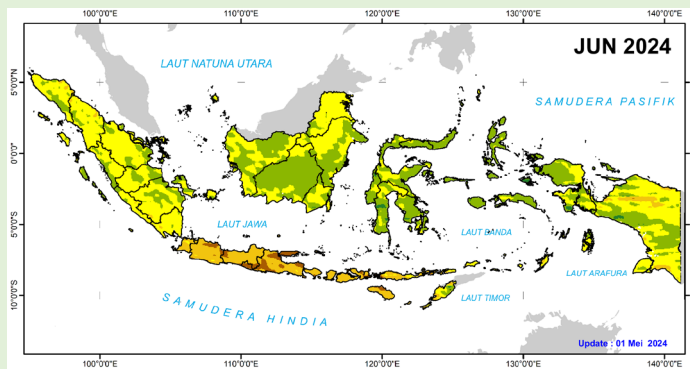 100°0'0"E 110°0'0"E 120°0'0"E 130°0'0"E 140°0'0"E
JUN 2024
LAUT NATUNA UTARA
5°0'0"N
SAMUDERA PASIFIK
0°0'0"
5°0'0"S
LAUT JAWA
LAUT BANDA
LAUT ARAFURA
10°0'0"S
SAMUDERA HINDIA
LAUT TIMOR
Update : 01 Mei 2024
100°0'0"E 110°0'0"E 120°0'0"E 130°0'0"E 140°0'0"E